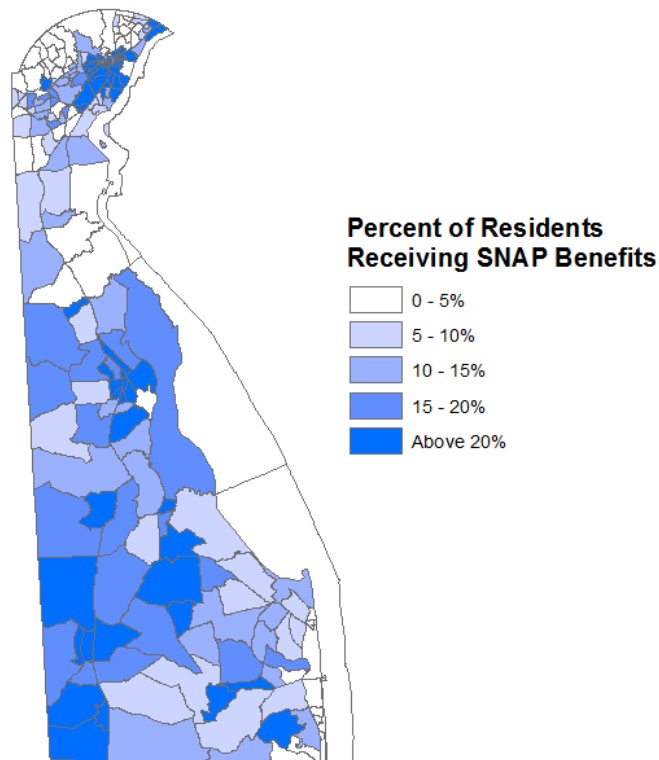 Percent of Residents
Receiving SNAP Benefits
0 - 5%
5 - 10%
10 - 15%
15 - 20%
Above 20%